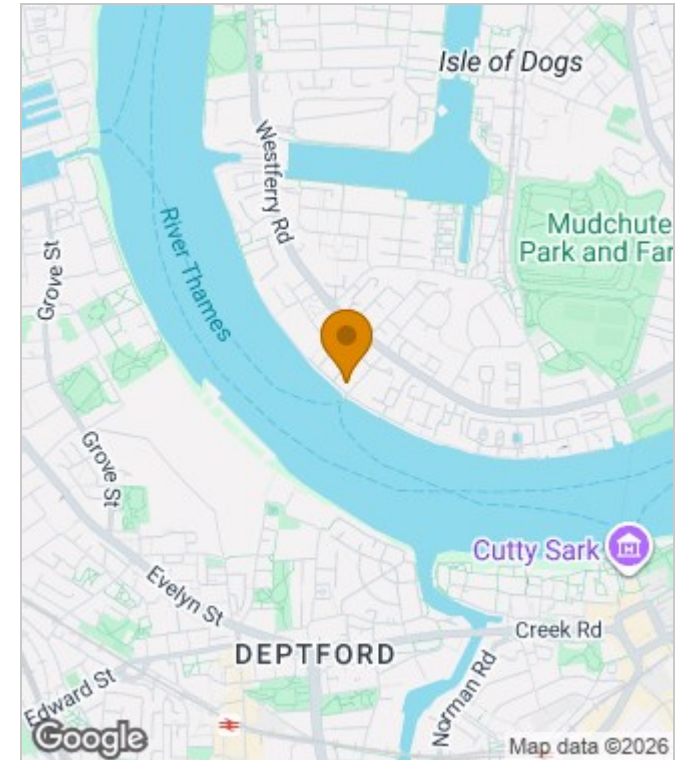 Isle of Dogs
Westferry Rd
Mudchute
Park and Far
River Thames
Grove St
Grove St
Cutty Sark
Evelyn St
Creek Rd
DEPTFORD
Edward St
Norman Rd
Google
Map data ©2026